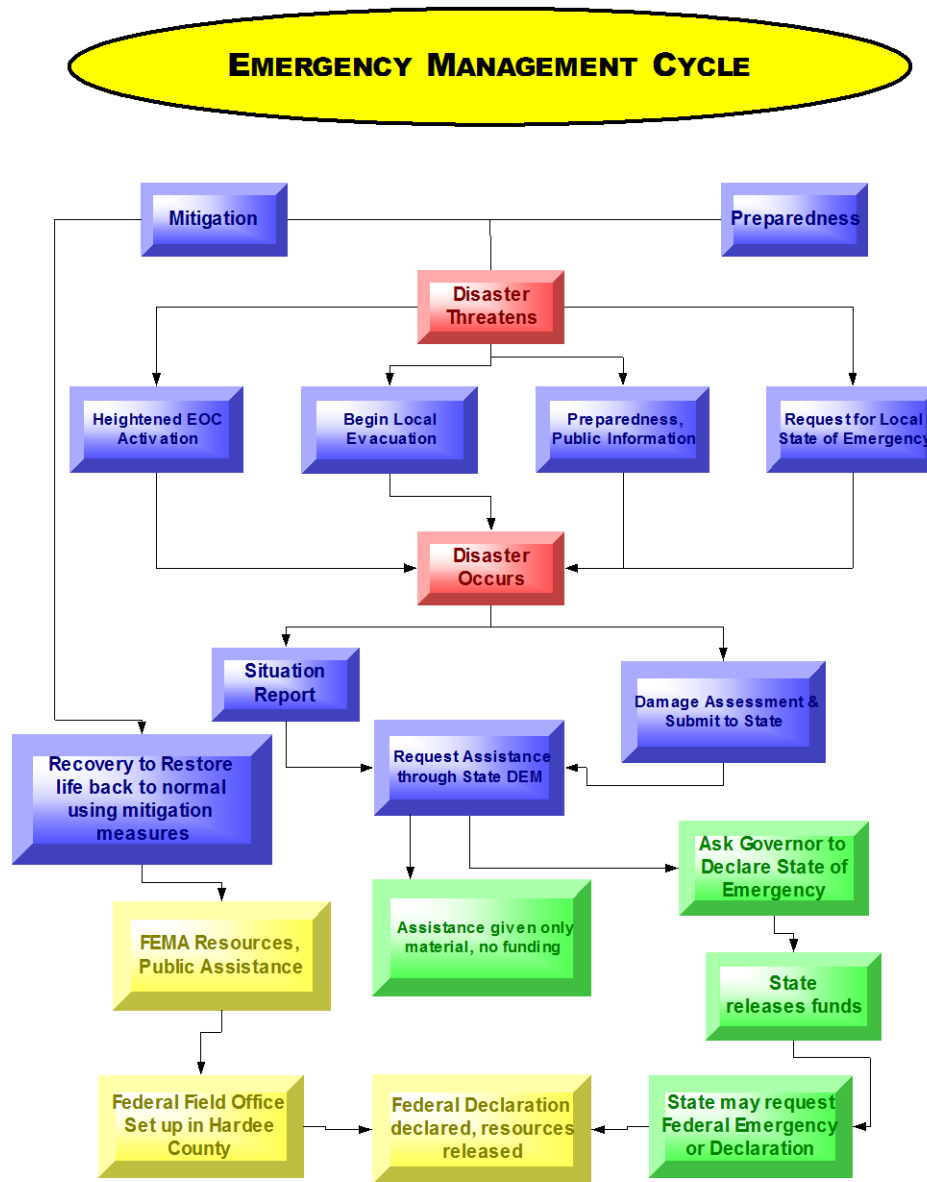 EMERGENCY MANAGEMENT CYCLE
Mitigation
Preparedness
Disaster
Threatens
Heightened EOC
Activation
Begin Local
Evacuation
Preparedness,
Public Information
Request for Local
State of Emergency
Disaster
Occurs
Situation
Report
Damage Assessment &
Submit to State
Recovery to Restore
life back to normal
using mitigation
measures
Request Assistance
through State DEM
Ask Governor to
Declare State of
Emergency
Assistance given only
material, no funding
FEMA Resources,
Public Assistance
State
releases funds
Federal Field Office
Set up in Hardee
County
Federal Declaration
declared, resources
released
State may request
Federal Emergency
or Declaration